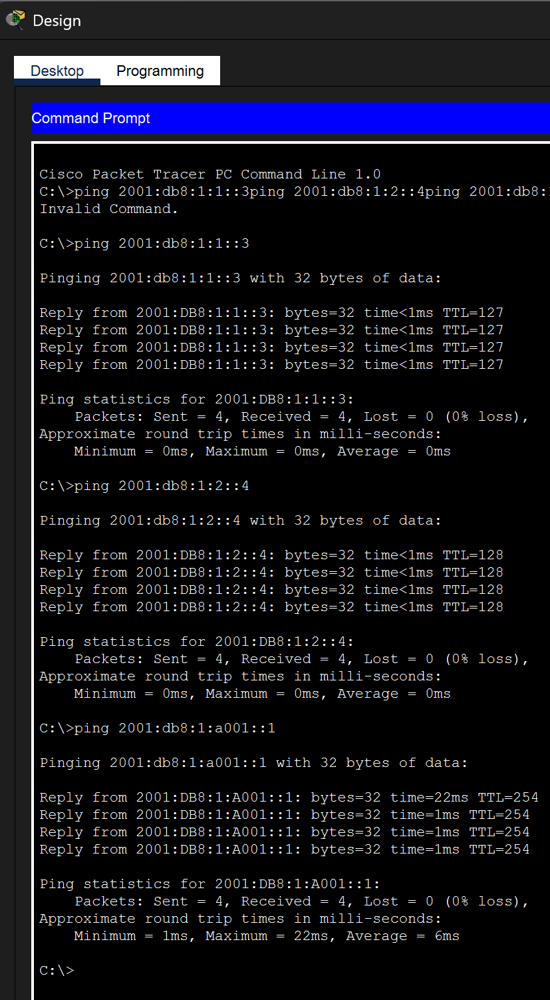 Design
Desktop Programming
Command Prompt
Cisco Packet Tracer PC Command Line 1.0
C:\>ping 2001:db8:1:1::3ping 2001:db8:1:2::4ping 2001:db8:
Invalid Command.
C:\>ping 2001:db8:1:1::3
Pinging 2001:db8:1:1::3 with 32 bytes of data:
Reply from 2001:DB8:1:1::3: bytes=32 time<1ms TTL=127
Reply from 2001:DB8:1:1::3: bytes=32 time<1ms TTL=127
Reply from 2001:DB8:1:1::3: bytes=32 time<1ms TTL=127
Reply from 2001:DB8:1:1::3: bytes=32 time<1ms TTL=127
Ping statistics for 2001:DB8:1:1::3:
Packets: Sent = 4, Received = 4, Lost = 0 (0% loss),
Approximate round trip times in milli-seconds:
Minimum = 0ms, Maximum = 0ms, Average = 0ms
C:\>ping 2001:db8:1:2::4
Pinging 2001:db8:1:2::4 with 32 bytes of data:
Reply from 2001:DB8:1:2::4: bytes=32 time<1ms TTL=128
Reply from 2001:DB8:1:2::4: bytes=32 time<1ms TTL=128
Reply from 2001:DB8:1:2::4: bytes=32 time<1ms TTL=128
Reply from 2001:DB8:1:2::4: bytes=32 time<1ms TTL=128
Ping statistics for 2001:DB8:1:2::4:
Packets: Sent = 4, Received = 4, Lost = 0 (0% loss),
Approximate round trip times in milli-seconds:
Minimum = 0ms, Maximum = 0ms, Average = 0ms
C:\>ping 2001:db8:1:a001::1
Pinging 2001:db8:1:a001::1 with 32 bytes of data:
Reply from 2001:DB8:1:A001::1: bytes=32 time=22ms TTL=254
Reply from 2001:DB8:1:A001::1: bytes=32 time=1ms TTL=254
Reply from 2001:DB8:1:A001::1: bytes=32 time=1ms TTL=254
Reply from 2001:DB8:1:A001::1: bytes=32 time=1ms TTL=254
Ping statistics for 2001:DB8:1:A001::1:
Packets: Sent = 4, Received = 4, Lost = 0 (0% loss),
Approximate round trip times in milli-seconds:
Minimum = 1ms, Maximum = 22ms, Average = 6ms
C:\>